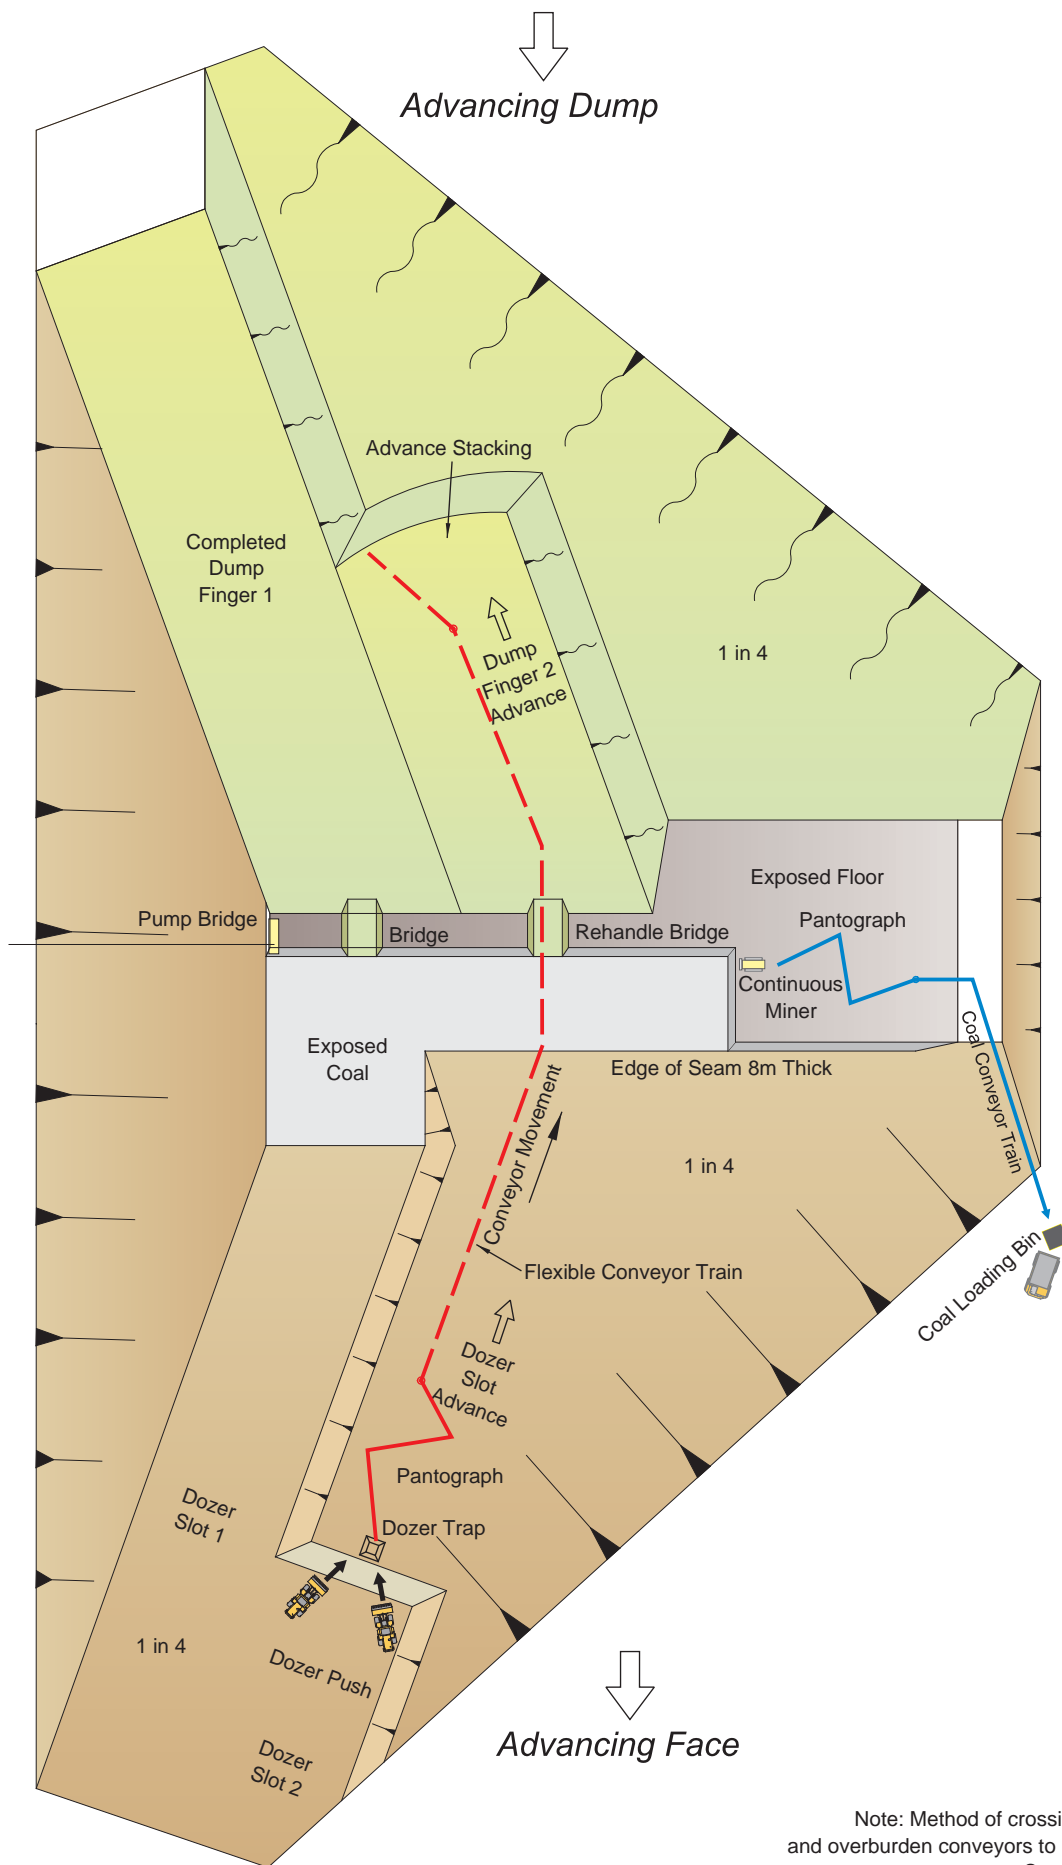 Advancing Dump
Advance Stacking
Completed
Dump
Finger 1
1 in 4
Dump
Finger 2
Advance
Exposed Floor
Pump Bridge
Bridge
Rehandle Bridge
Pantograph
Continuous
Miner
Exposed
Coal
Edge of Seam 8m Thick
Coal Conveyor Train
Conveyor Movement
1 in 4
Flexible Conveyor Train
Coal Loading Bin
Dozer
Slot
Advance
Pantograph
Dozer
Slot 1
Dozer Trap
1 in 4
Dozer Push
Dozer
Slot 2
Advancing Face
Note: Method of crossi
and overburden conveyors to